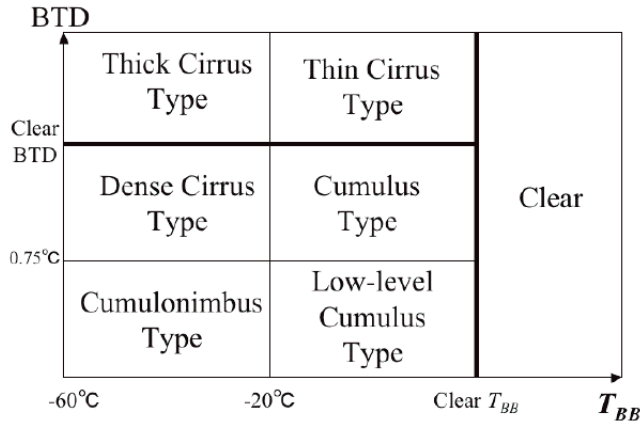 BTD
Thick Cirrus
Type
Thin Cirrus
Type
Clear
BTD
Dense Cirrus
Type
Cumulus
Type
Clear
0.75℃
Cumulonimbus
Type
Low-level
Cumulus
Type
-60℃
-20℃
Clear T_BB
T_BB